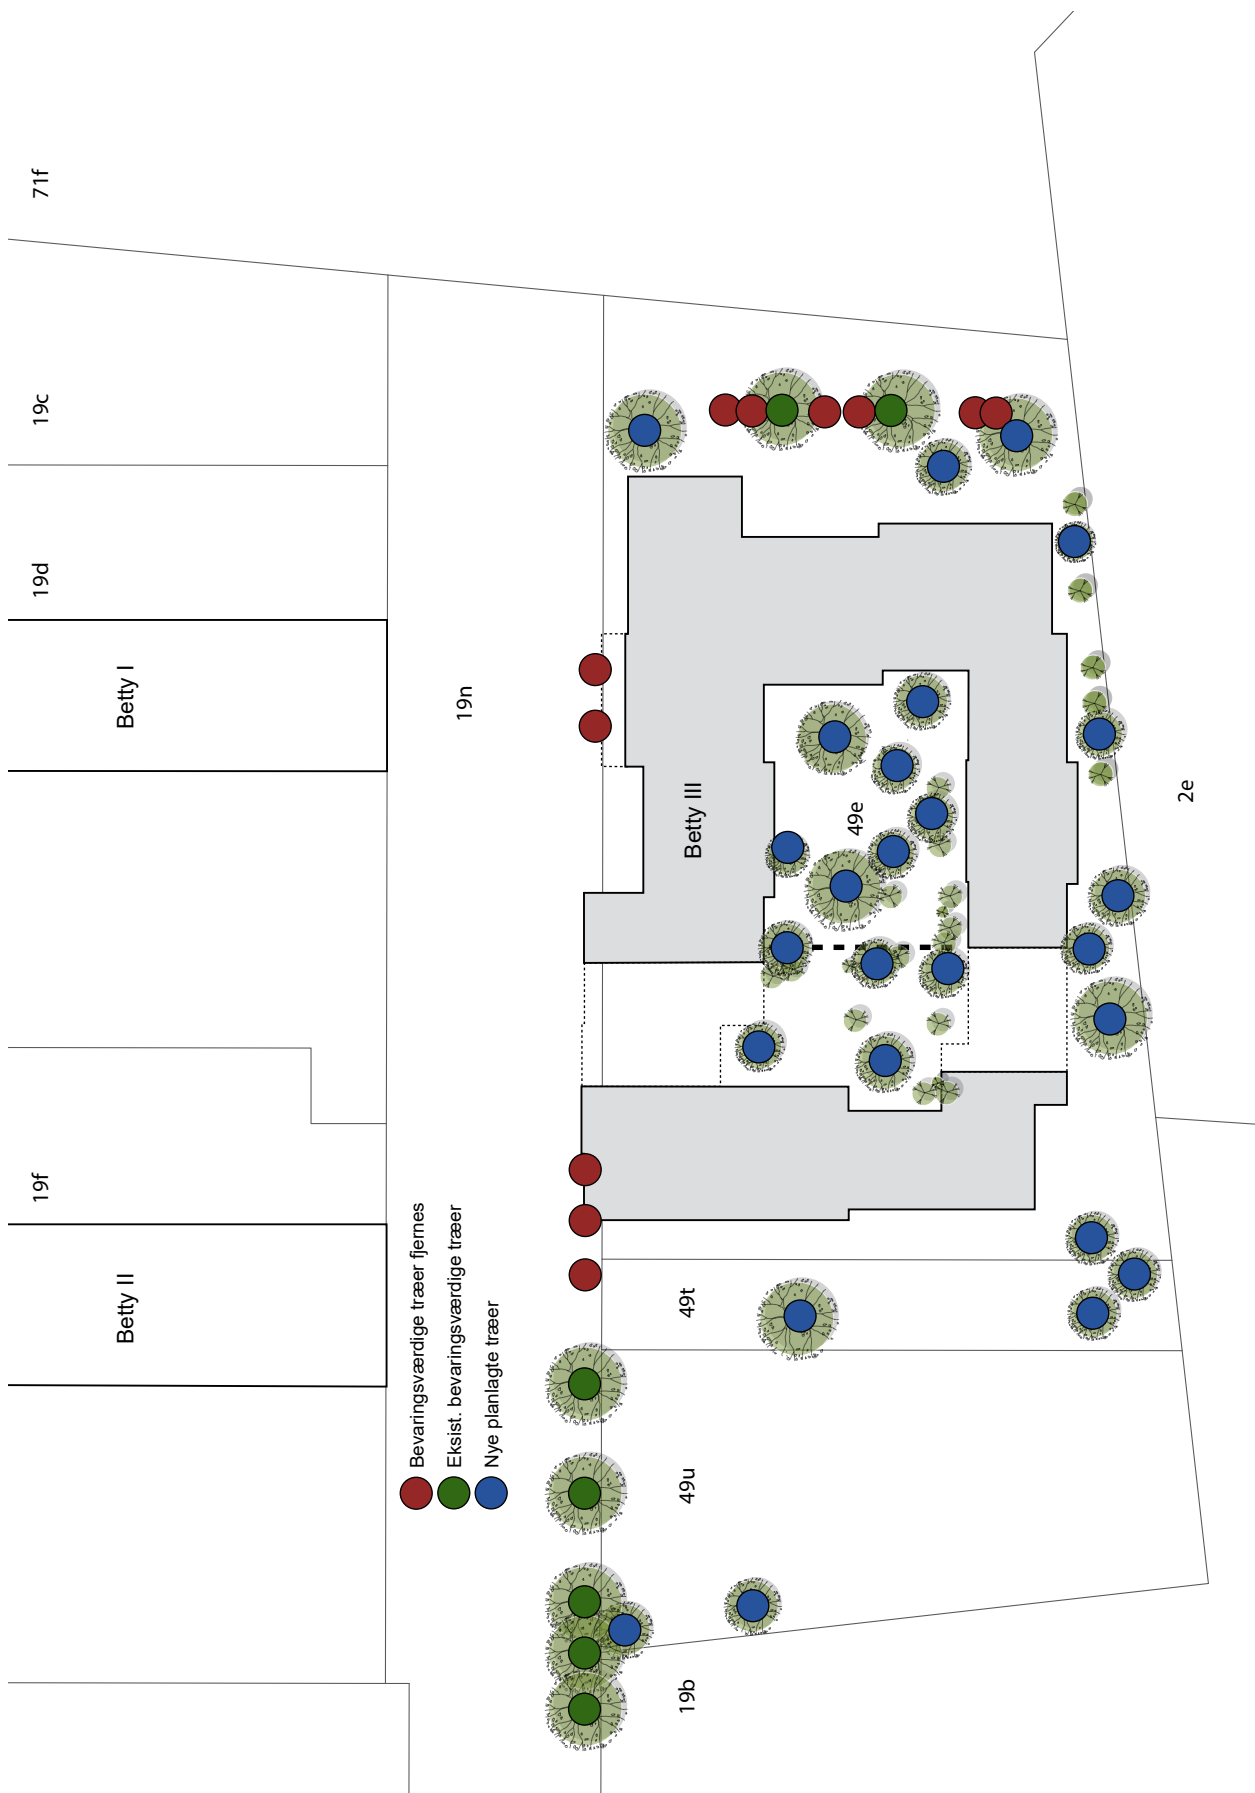 71f
19c
19d
Betty I
19n
Betty III
49e
2e
19f
Betty II
Bevaringsværdige træer fjernes
Eksist. bevaringsværdige træer
Nye planlagte træer
49t
49u
19b